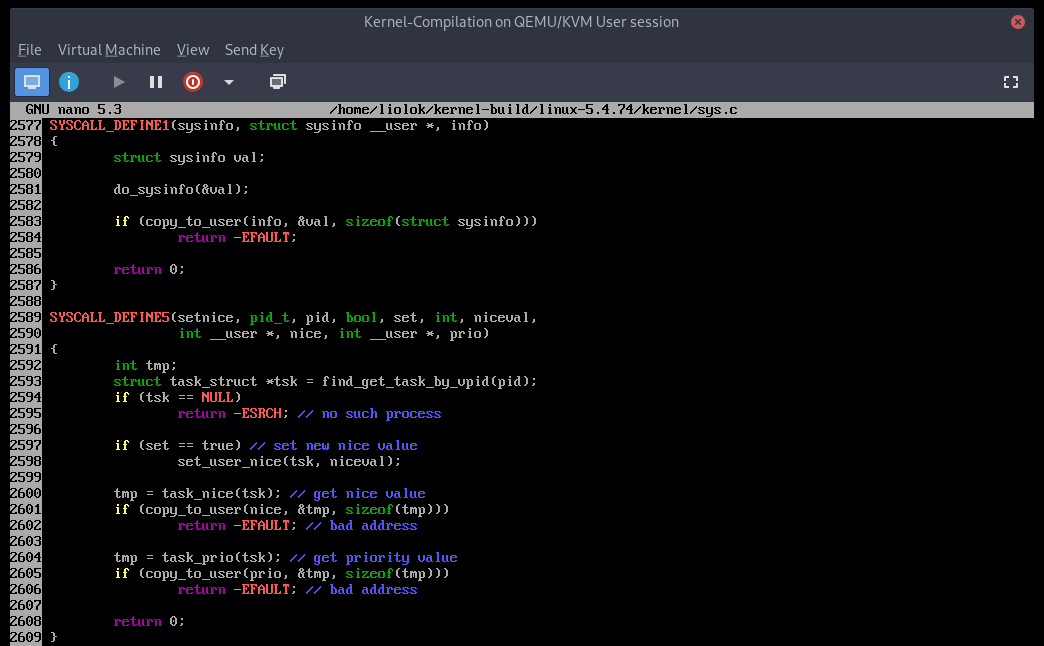 Kernel-Compilation on QEMU/KVM User session
File Virtual Machine View Send Key
GNU nano 5.3 /home/liolok/kernel-build/linux-5.4.74/kernel/sys.c
2577 SYSCALL_DEFINE1(sysinfo, struct sysinfo __user *, info)
2578 {
2579         struct sysinfo val;
2580
2581         do_sysinfo(&val);
2582
2583         if (copy_to_user(info, &val, sizeof(struct sysinfo)))
2584                 return -EFAULT;
2585
2586         return 0;
2587 }
2588
2589 SYSCALL_DEFINE5(setnice, pid_t, pid, bool, set, int, niceval,
2590                 int __user *, nice, int __user *, prio)
2591 {
2592         int tmp;
2593         struct task_struct *tsk = find_get_task_by_vpid(pid);
2594         if (tsk == NULL)
2595                 return -ESRCH; // no such process
2596
2597         if (set == true) // set new nice value
2598                 set_user_nice(tsk, niceval);
2599
2600         tmp = task_nice(tsk); // get nice value
2601         if (copy_to_user(nice, &tmp, sizeof(tmp)))
2602                 return -EFAULT; // bad address
2603
2604         tmp = task_prio(tsk); // get priority value
2605         if (copy_to_user(prio, &tmp, sizeof(tmp)))
2606                 return -EFAULT; // bad address
2607
2608         return 0;
2609 }